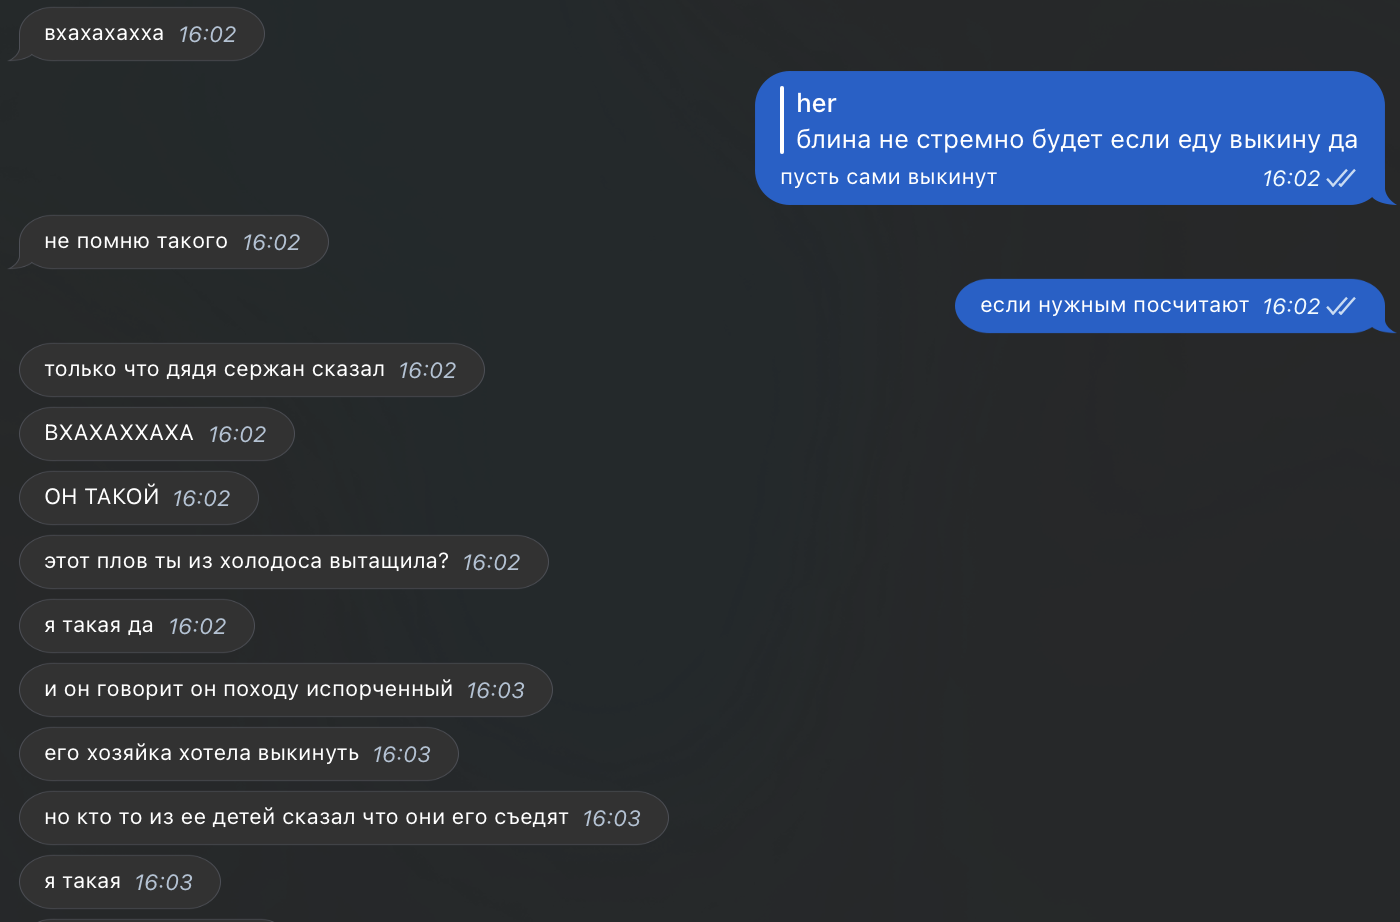 вхахахахха 16:02
her
блина не стремно будет если еду выкину да
пусть сами выкинут 16:02
не помню такого 16:02
если нужным посчитают 16:02
только что дядя сержан сказал 16:02
ВХАХАХХАХА 16:02
ОН ТАКОЙ 16:02
этот плов ты из холодоса вытащила? 16:02
я такая да 16:02
и он говорит он походу испорченный 16:03
его хозяйка хотела выкинуть 16:03
но кто то из ее детей сказал что они его съедят 16:03
я такая 16:03